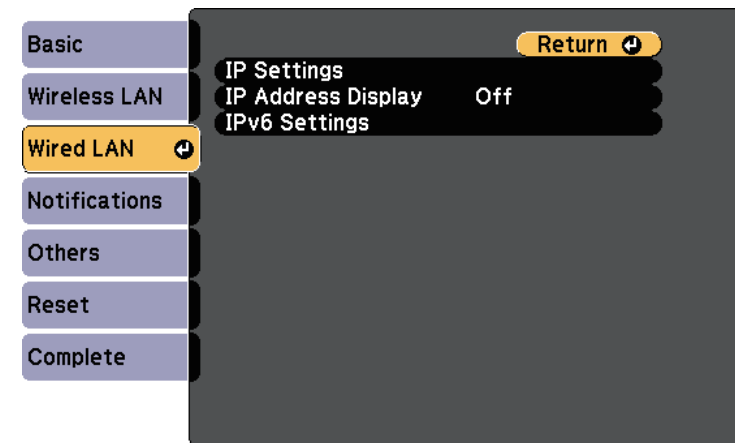 Basic
Wireless LAN
Wired LAN
Notifications
Others
Reset
Complete
Return
IP Settings
IP Address Display Off
IPv6 Settings